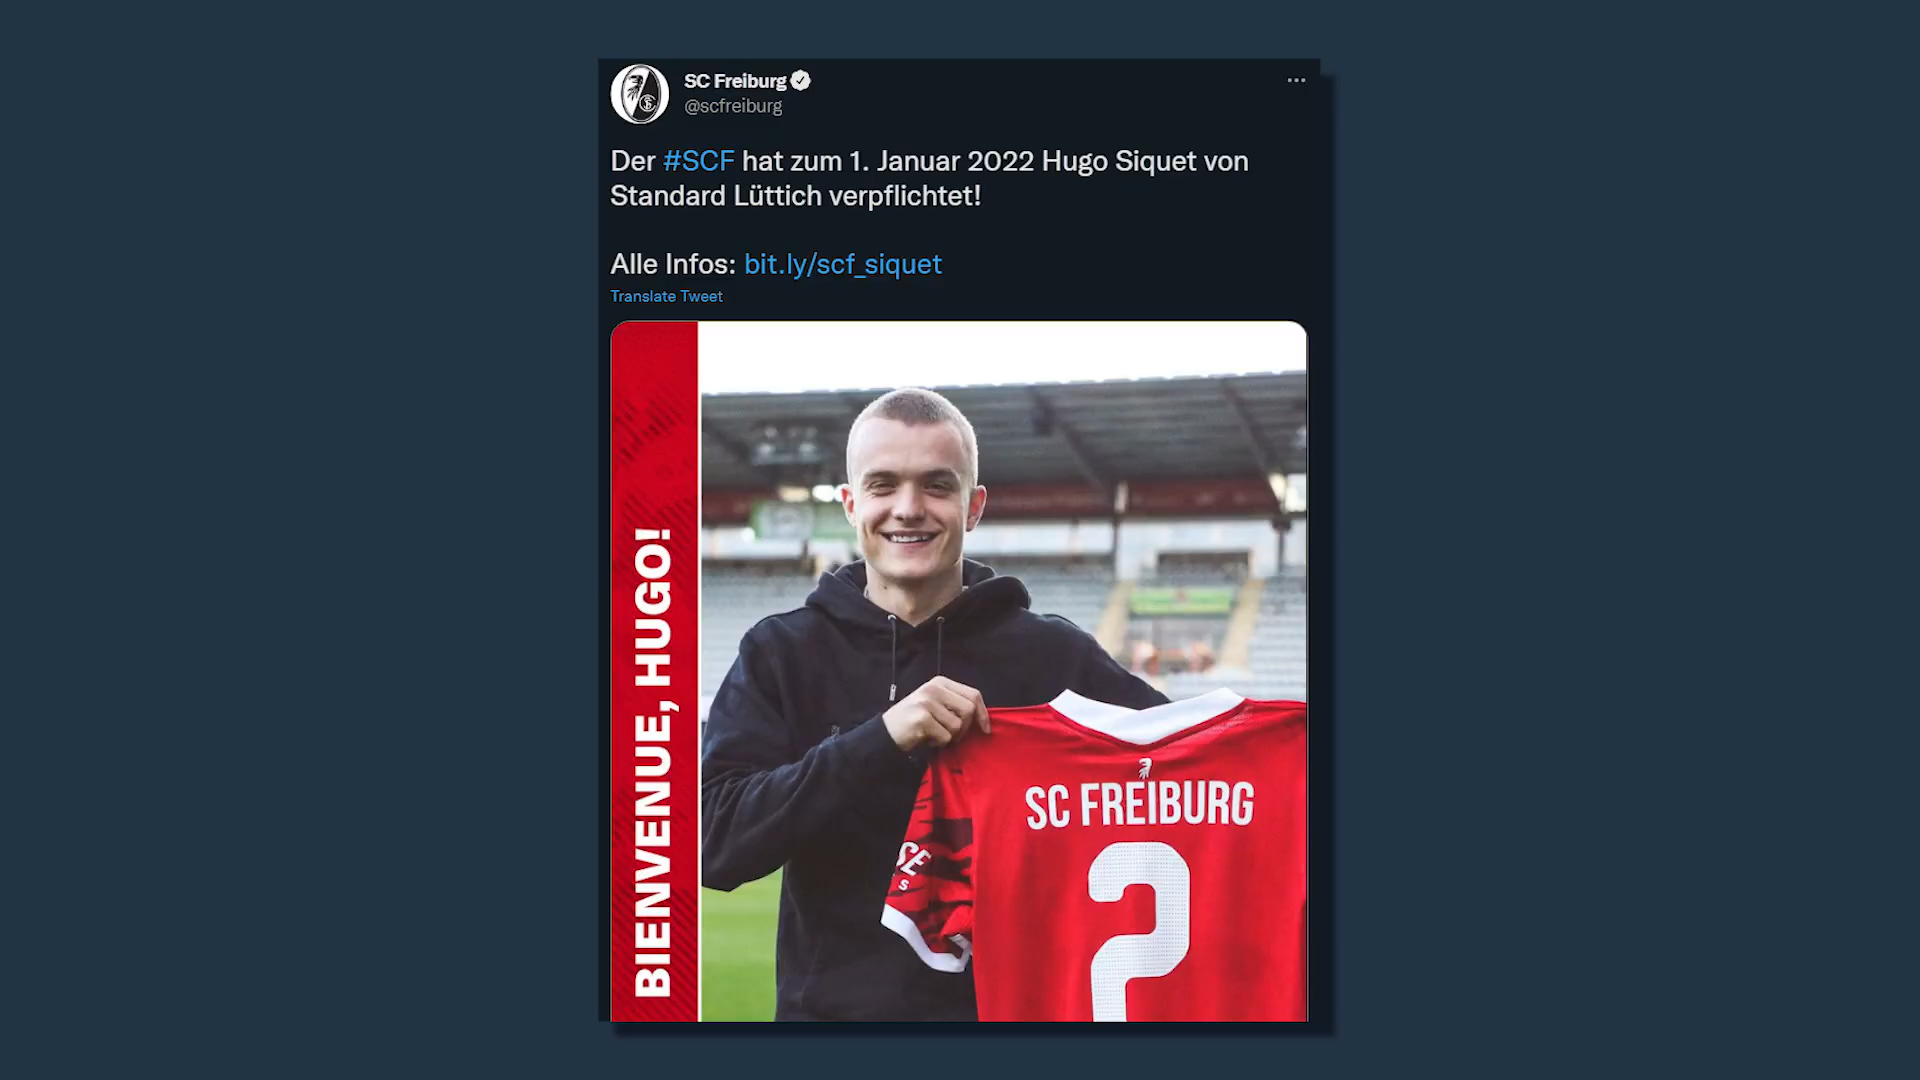 SC Freiburg
@scfreiburg
Der #SCF hat zum 1. Januar 2022 Hugo Siquet von
Standard Lüttich verpflichtet!
Alle Infos: bit.ly/scf_siquet
Translate Tweet
BIENVENUE, HUGO!
SC FREIBURG
2